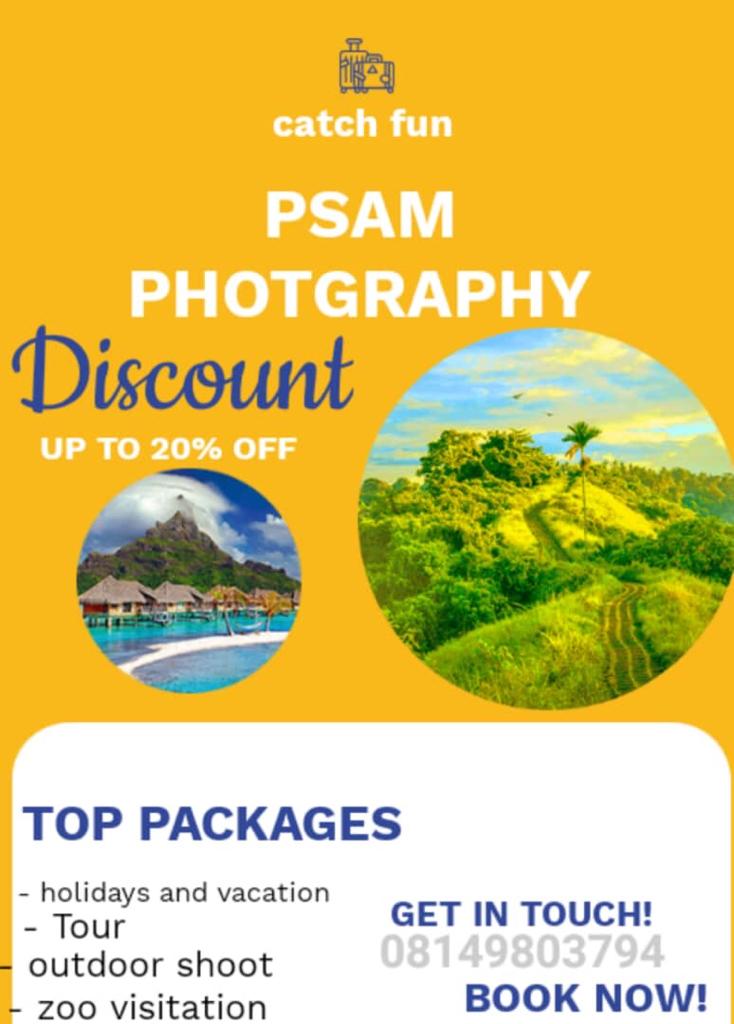 catch fun
PSAM
PHOTGRAPHY
Discount
UP TO 20% OFF
TOP PACKAGES
- holidays and vacation
- Tour
- outdoor shoot
- zoo visitation
GET IN TOUCH!
08149803794
BOOK NOW!